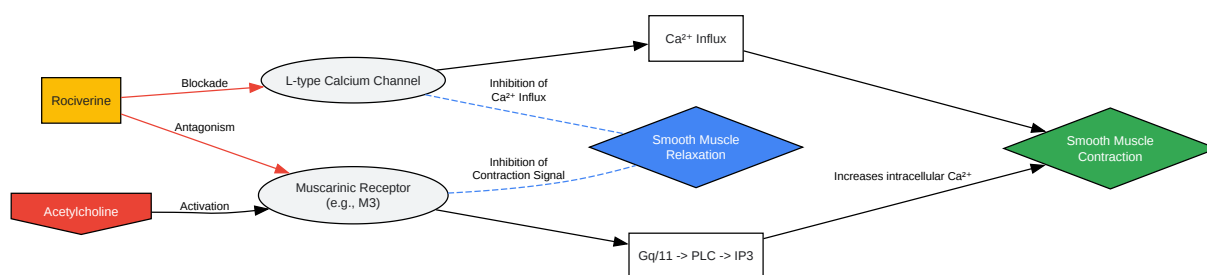 Ca²⁺ Influx
Rociverine
Blockade
L-type Calcium Channel
Inhibition of
Ca²⁺ Influx
Antagonism
Smooth Muscle
Relaxation
Smooth Muscle
Contraction
Inhibition of
Contraction Signal
Increases intracellular Ca²⁺
Muscarinic Receptor
(e.g., M3)
Acetylcholine
Activation
Gq/11 -> PLC -> IP3